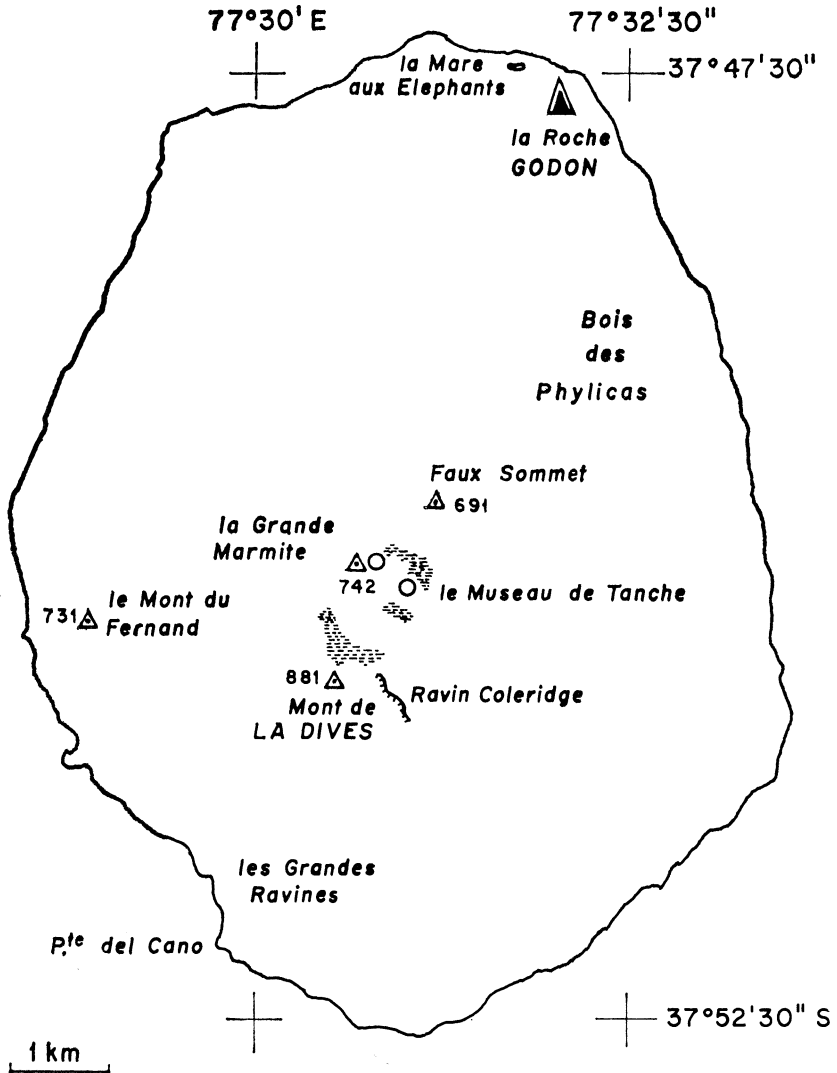 77°30' E
77°32'30"
37°47'30"
la Mare
aux Elephants
la Roche
GODON
Bois
des
Phylicas
Faux Sommet
691
la Grande
Marmite
742
le Museau de Tanche
731
le Mont du
Fernand
881
Mont de
LA DIVES
Ravin Coleridge
les Grandes
Ravines
P.te del Cano
37°52'30" S
1 km